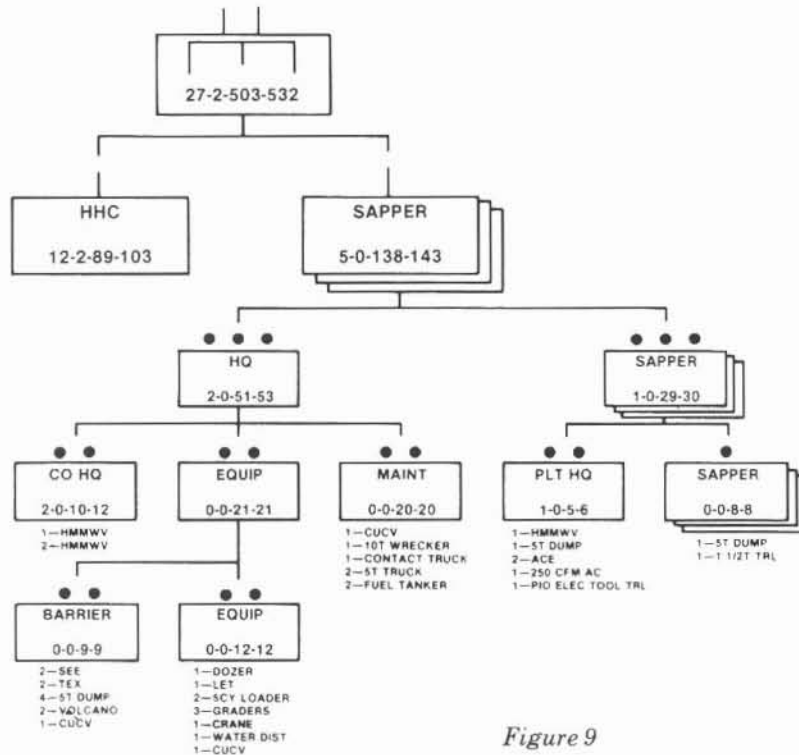 27-2-503-532
HHC
12-2-89-103
SAPPER
5-0-138-143
HQ
2-0-51-53
SAPPER
1-0-29-30
CO HQ
2-0-10-12
1—HMMWV
2—HMMWV
EQUIP
0-0-21-21
MAINT
0-0-20-20
1—CUCV
1—10T WRECKER
1—CONTACT TRUCK
2—5T TRUCK
2—FUEL TANKER
PLT HQ
1-0-5-6
1—HMMWV
1—5T DUMP
2—ACE
1—250 CFM AC
1—PIO ELEC TOOL TRL
SAPPER
0-0-8-8
1—5T DUMP
1—1 1/2T TRL
BARRIER
0-0-9-9
2—SEE
2—TEX
4—5T DUMP
2—VOLCANO
1—CUCV
EQUIP
0-0-12-12
1—DOZER
1—LET
2—5CY LOADER
3—GRADERS
1—CRANE
1—WATER DIST
1—CUCV
Figure 9